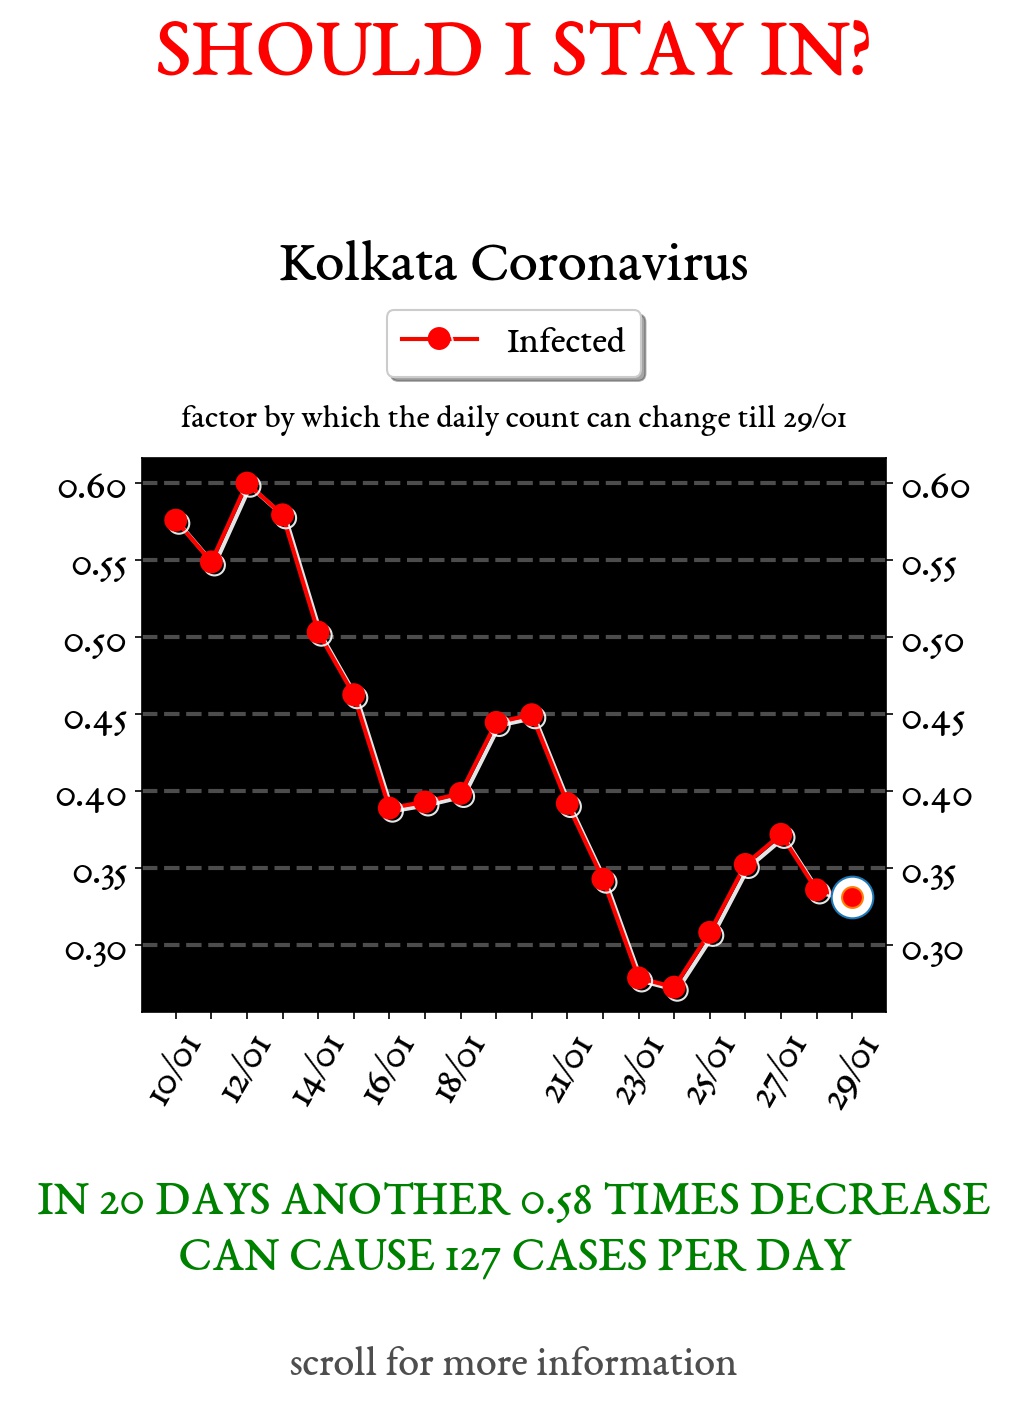 SHOULD I STAY IN?
Kolkata Coronavirus
Infected
factor by which the daily count can change till 29/01
0.60 0.60
0.55 0.55
0.50 0.50
0.45 0.45
0.40 0.40
0.35 0.35
0.30 0.30
10/01 12/01 14/01 16/01 18/01 21/01 23/01 25/01 27/01 29/01
IN 20 DAYS ANOTHER 0.58 TIMES DECREASE
CAN CAUSE 127 CASES PER DAY
scroll for more information